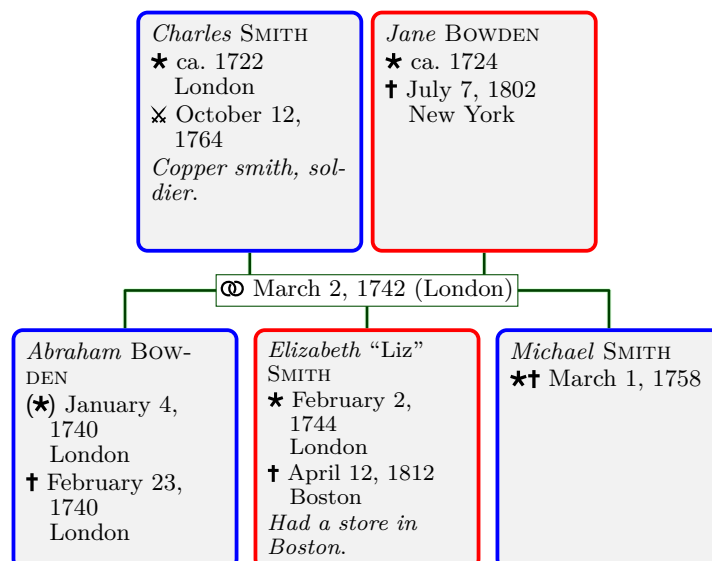 Charles SMITH
* ca. 1722
London
⚔ October 12,
1764
Copper smith, sol-
dier.
Jane BOWDEN
* ca. 1724
† July 7, 1802
New York
⚭ March 2, 1742 (London)
Abraham BOW-
DEN
(*) January 4,
1740
London
† February 23,
1740
London
Elizabeth “Liz”
SMITH
* February 2,
1744
London
† April 12, 1812
Boston
Had a store in
Boston.
Michael SMITH
*† March 1, 1758